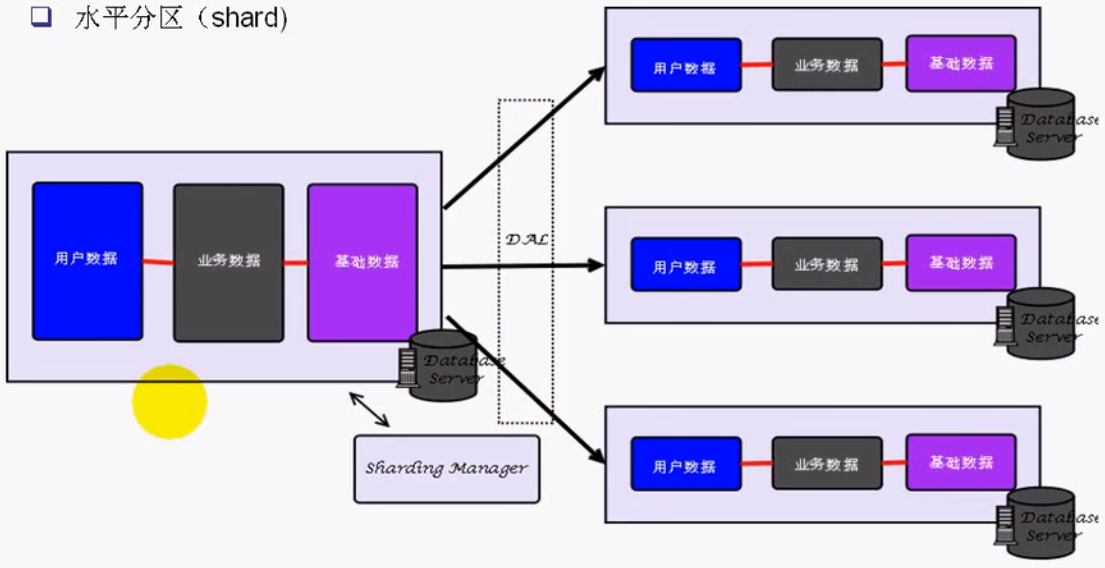 水平分区（shard)
用户数据
业务数据
基础数据
Database
Server
Sharding Manager
DAL
用户数据
业务数据
基础数据
Database
Server
用户数据
业务数据
基础数据
Database
Server
用户数据
业务数据
基础数据
Database
Server